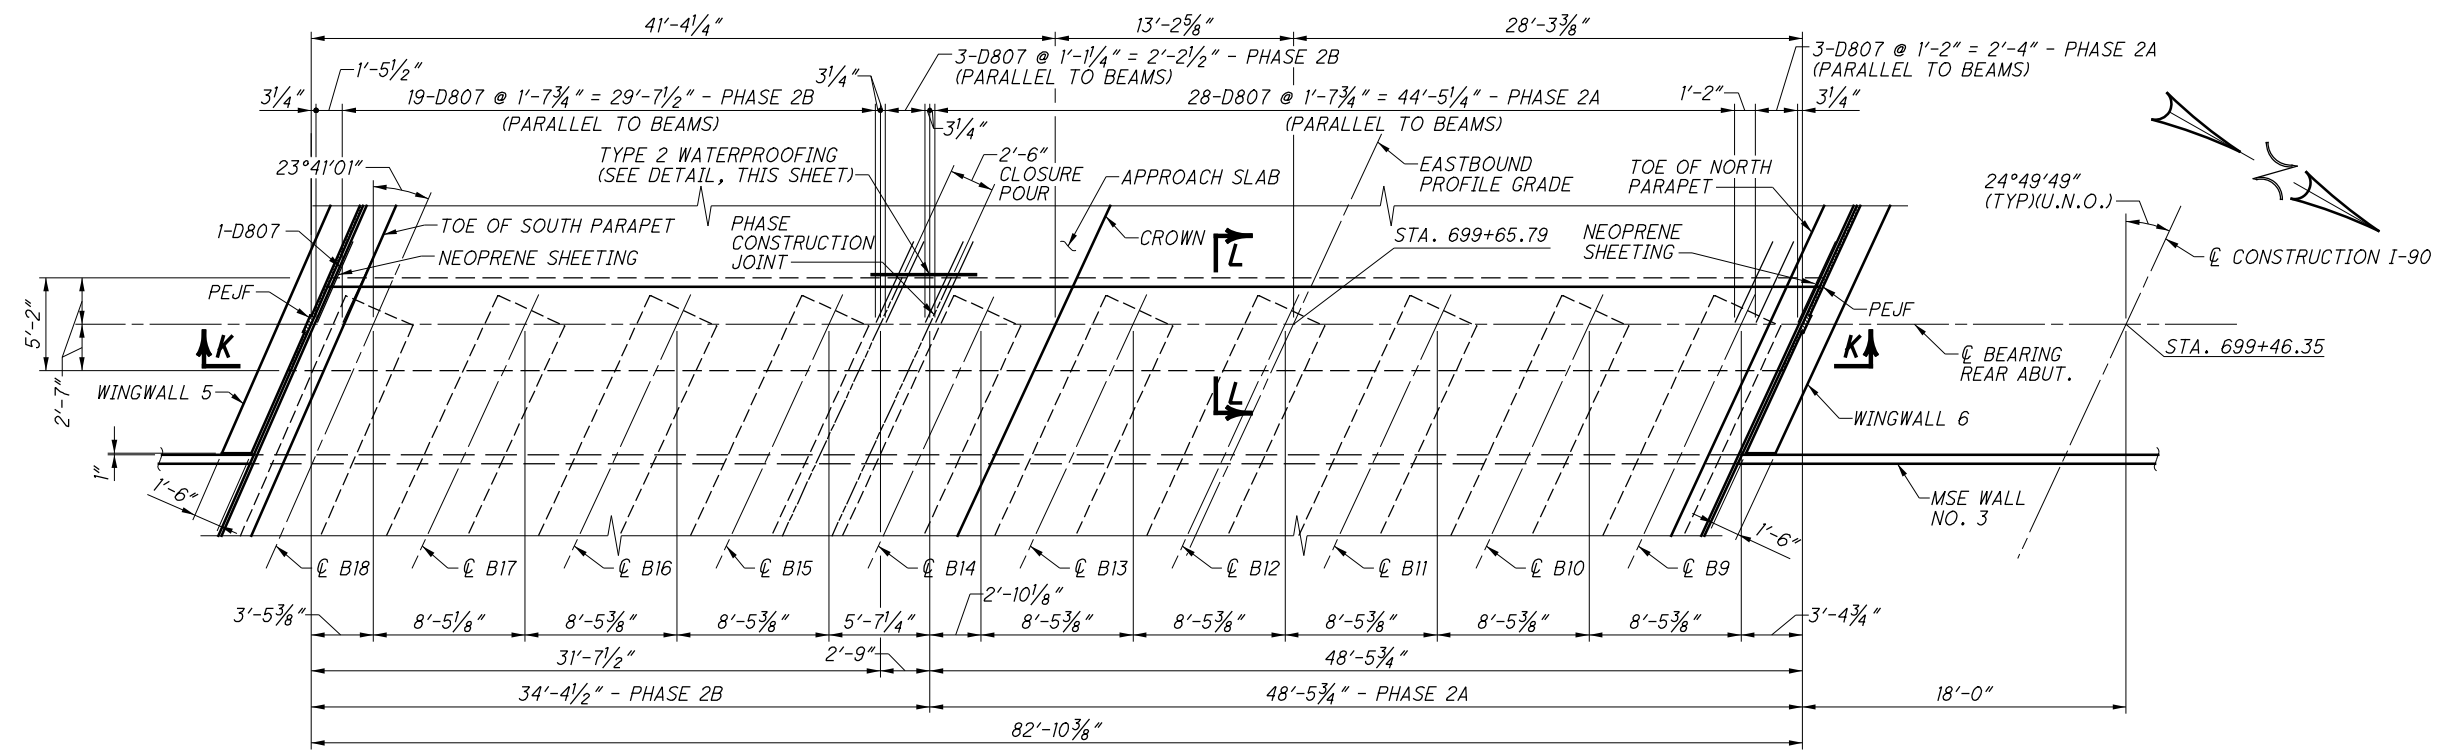 41'-4¼"
13'-2⅝"
28'-3⅜"
1'-5½"
3¼"
3-D807 @ 1'-1¼" = 2'-2½" - PHASE 2B
(PARALLEL TO BEAMS)
3-D807 @ 1'-2" = 2'-4" - PHASE 2A
(PARALLEL TO BEAMS)
3¼"
19-D807 @ 1'-7¾" = 29'-7½" - PHASE 2B
(PARALLEL TO BEAMS)
28-D807 @ 1'-7¾" = 44'-5¼" - PHASE 2A
(PARALLEL TO BEAMS)
1'-2"
3¼"
3¼"
23°41'01"
TYPE 2 WATERPROOFING
(SEE DETAIL, THIS SHEET)
2'-6"
CLOSURE
POUR
APPROACH SLAB
EASTBOUND
PROFILE GRADE
TOE OF NORTH
PARAPET
24°49'49"
(TYP)(U.N.O.)
1-D807
TOE OF SOUTH PARAPET
NEOPRENE SHEETING
PHASE
CONSTRUCTION
JOINT
CROWN
L
STA. 699+65.79
NEOPRENE
SHEETING
℄ CONSTRUCTION I-90
PEJF
PEJF
5'-2"
2'-7"
K
K
℄ BEARING
REAR ABUT.
STA. 699+46.35
WINGWALL 5
L
WINGWALL 6
1"
1'-6"
MSE WALL
NO. 3
1'-6"
℄ B18
℄ B17
℄ B16
℄ B15
℄ B14
℄ B13
℄ B12
℄ B11
℄ B10
℄ B9
3'-5⅜"
8'-5⅛"
8'-5⅜"
8'-5⅜"
5'-7¼"
2'-10⅛"
8'-5⅜"
8'-5⅜"
8'-5⅜"
8'-5⅜"
8'-5⅜"
3'-4¾"
31'-7½"
2'-9"
48'-5¾"
34'-4½" - PHASE 2B
48'-5¾" - PHASE 2A
18'-0"
82'-10⅜"